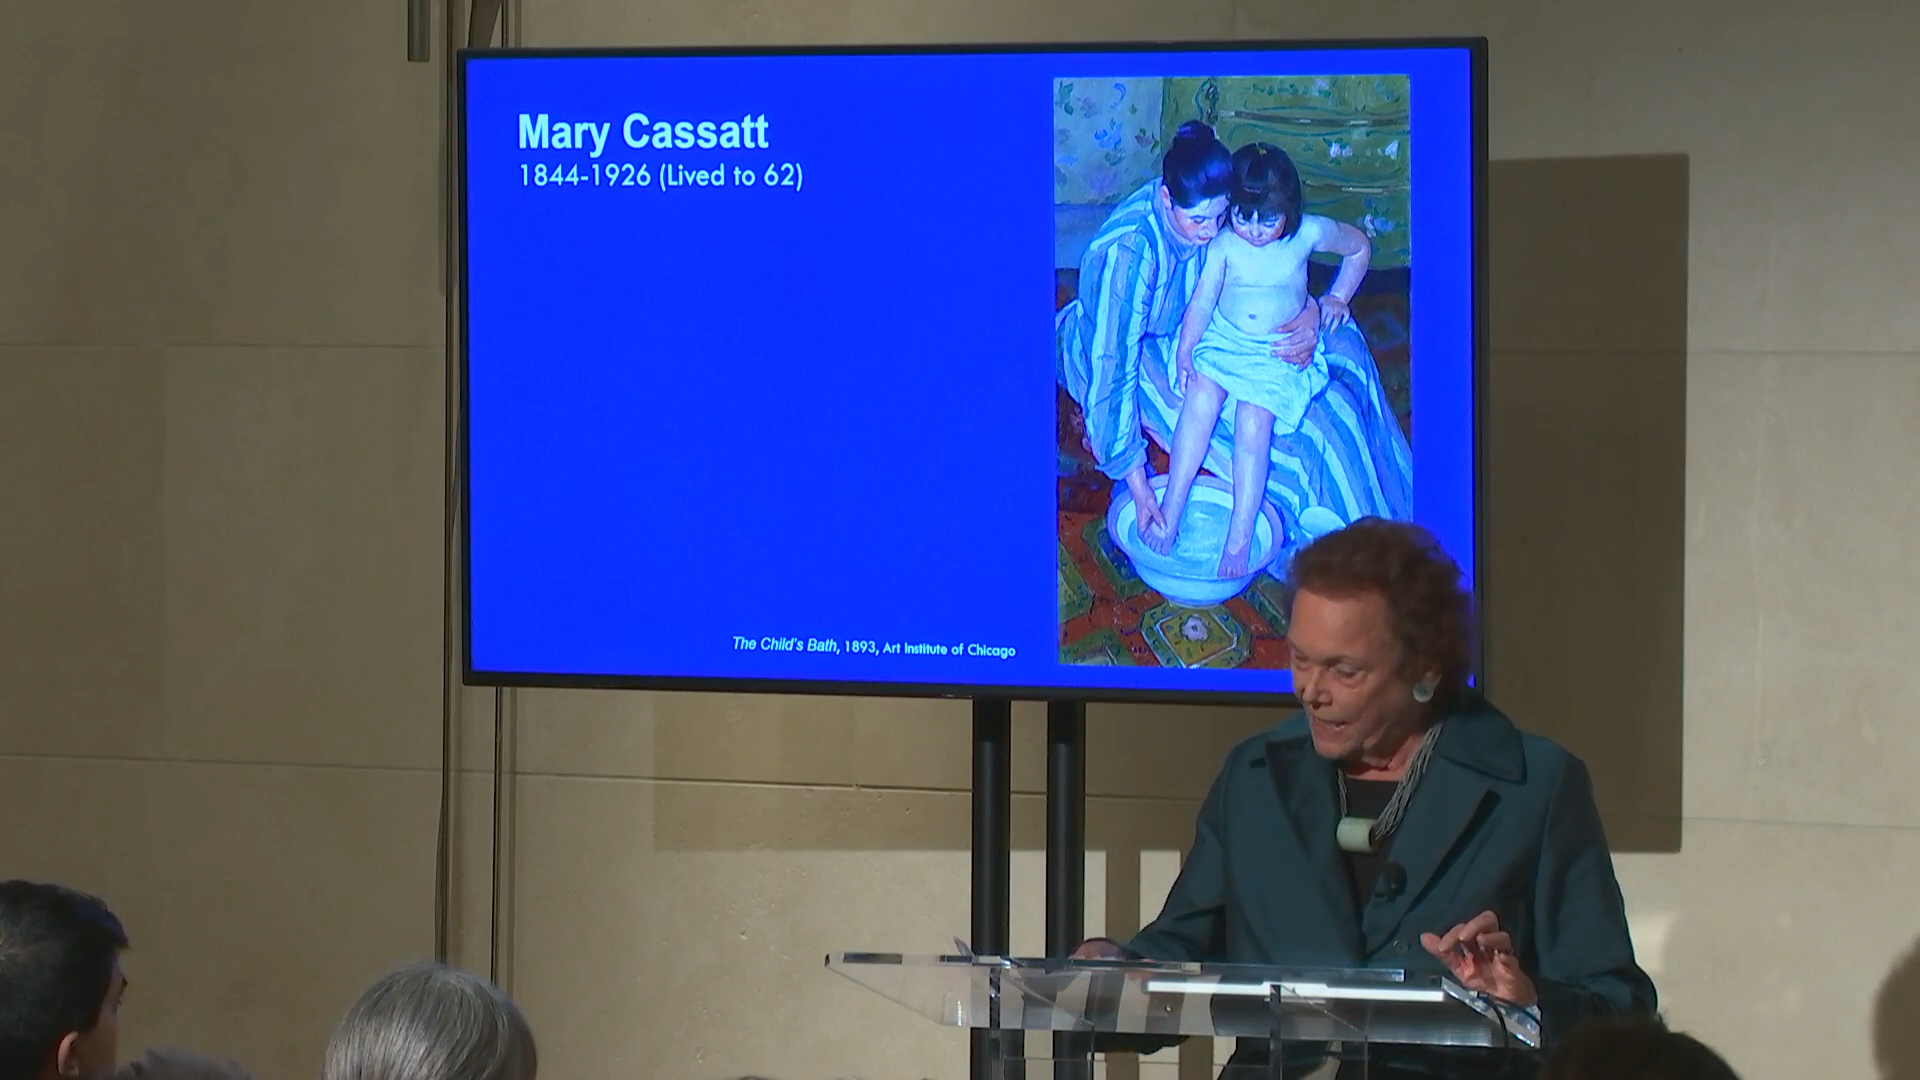 Mary Cassatt
1844-1926 (Lived to 62)
The Child's Bath, 1893, Art Institute of Chicago